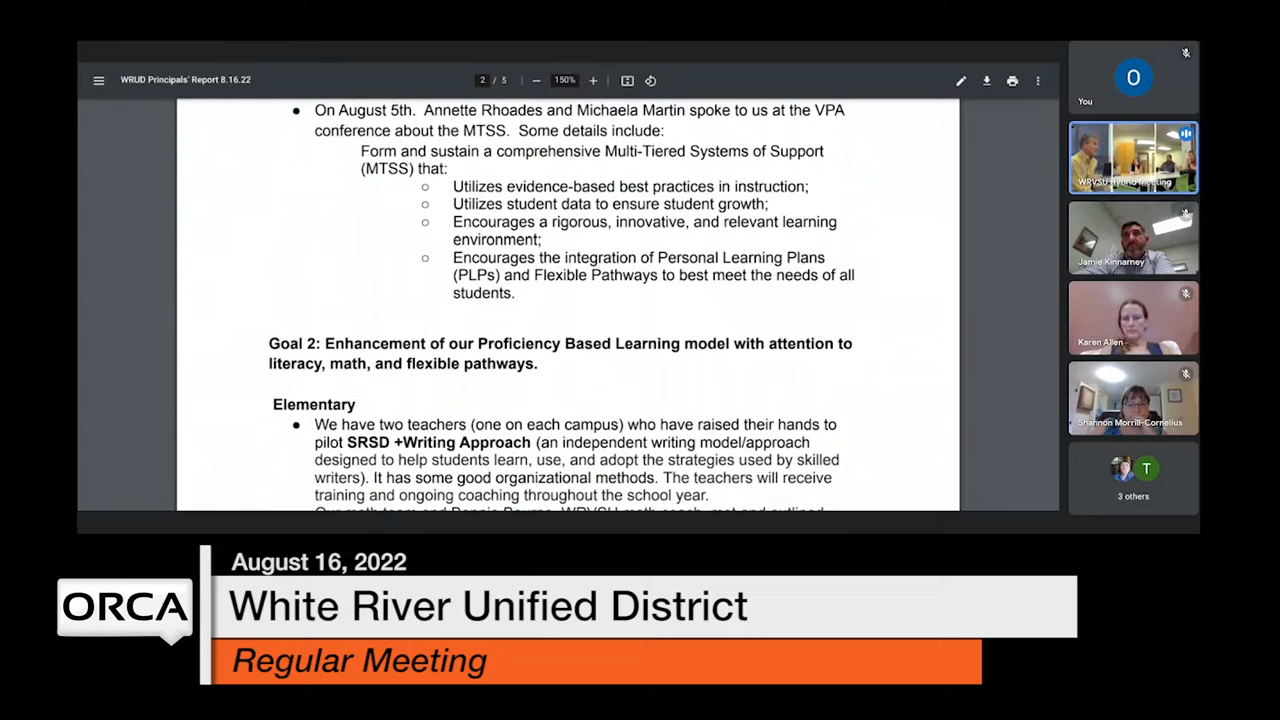 WRUD Principals' Report 8.16.22
2 / 5
150%
On August 5th. Annette Rhoades and Michaela Martin spoke to us at the VPA
conference about the MTSS. Some details include:
Form and sustain a comprehensive Multi-Tiered Systems of Support
(MTSS) that:
Utilizes evidence-based best practices in instruction;
Utilizes student data to ensure student growth;
Encourages a rigorous, innovative, and relevant learning
environment;
Encourages the integration of Personal Learning Plans
(PLPs) and Flexible Pathways to best meet the needs of all
students.
Goal 2: Enhancement of our Proficiency Based Learning model with attention to
literacy, math, and flexible pathways.
Elementary
We have two teachers (one on each campus) who have raised their hands to
pilot SRSD +Writing Approach (an independent writing model/approach
designed to help students learn, use, and adopt the strategies used by skilled
writers). It has some good organizational methods. The teachers will receive
training and ongoing coaching throughout the school year.
O
You
WRVSU Hybrid Meeting
Jamie Kinnarney
Karen Allen
Shannon Morrill-Cornelius
T
3 others
August 16, 2022
ORCA
White River Unified District
Regular Meeting